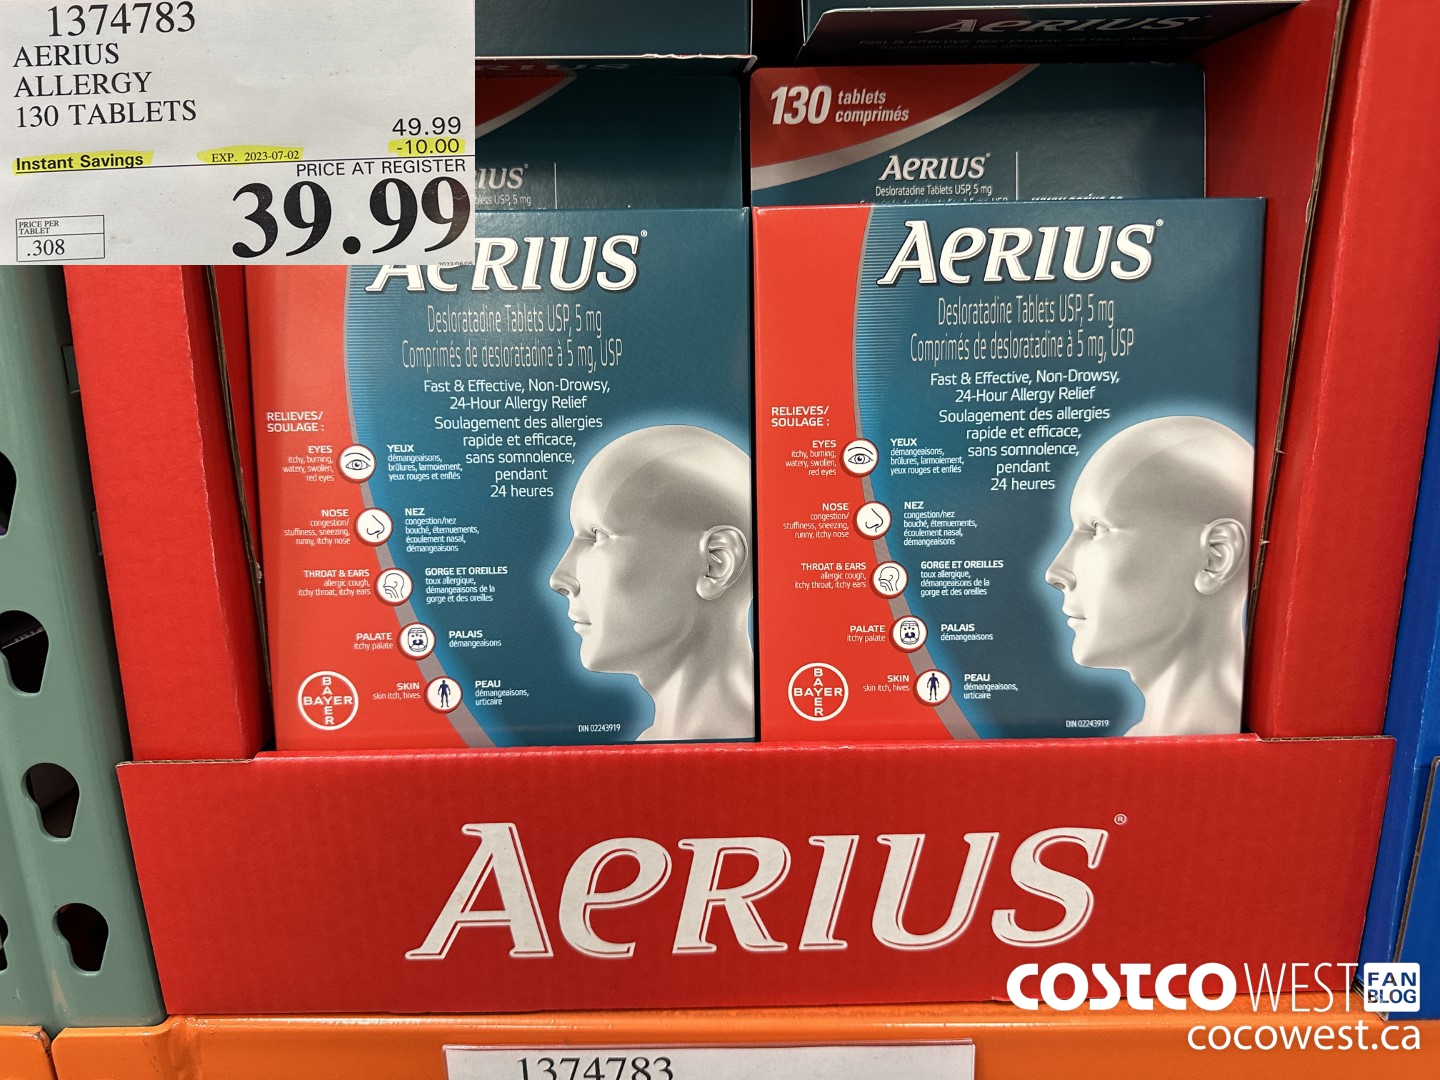 1374783
AERIUS
ALLERGY
130 TABLETS
49.99
-10.00
Instant Savings
EXP. 2023-07-02
PRICE AT REGISTER
39.99
PRICE PER
TABLET
.308
AERIUS
130 tablets
comprimés
AERIUS®
Desloratadine Tablets USP, 5 mg
IUS®
USP, 5 mg
AERIUS®
Desloratadine Tablets USP, 5 mg
Comprimés de desloratadine à 5 mg, USP
Fast & Effective, Non-Drowsy,
24-Hour Allergy Relief
Soulagement des allergies
rapide et efficace,
sans somnolence,
pendant
24 heures
RELIEVES/
SOULAGE :
EYES
itchy, burning,
watery, swollen,
red eyes
YEUX
démangeaisons,
brûlures, larmoiement,
yeux rouges et enflés
NOSE
congestion/
stuffiness, sneezing,
runny, itchy nose
NEZ
congestion/nez
bouché, éternuements,
écoulement nasal,
démangeaisons
THROAT & EARS
allergic cough,
itchy throat, itchy ears
GORGE ET OREILLES
toux allergique,
démangeaisons de la
gorge et des oreilles
PALATE
itchy palate
PALAIS
démangeaisons
SKIN
skin itch, hives
PEAU
démangeaisons,
urticaire
BAYER
BAYER
DIN 02243919
AERIUS®
Desloratadine Tablets USP, 5 mg
Comprimés de desloratadine à 5 mg, USP
Fast & Effective, Non-Drowsy,
24-Hour Allergy Relief
Soulagement des allergies
rapide et efficace,
sans somnolence,
pendant
24 heures
RELIEVES/
SOULAGE :
EYES
itchy, burning,
watery, swollen,
red eyes
YEUX
démangeaisons,
brûlures, larmoiement,
yeux rouges et enflés
NOSE
congestion/
stuffiness, sneezing,
runny, itchy nose
NEZ
congestion/nez
bouché, éternuements,
écoulement nasal,
démangeaisons
THROAT & EARS
allergic cough,
itchy throat, itchy ears
GORGE ET OREILLES
toux allergique,
démangeaisons de la
gorge et des oreilles
PALATE
itchy palate
PALAIS
démangeaisons
SKIN
skin itch, hives
PEAU
démangeaisons,
urticaire
BAYER
BAYER
DIN 02243919
AERIUS®
COSTCO WEST FAN
BLOG
cocowest.ca
1374783